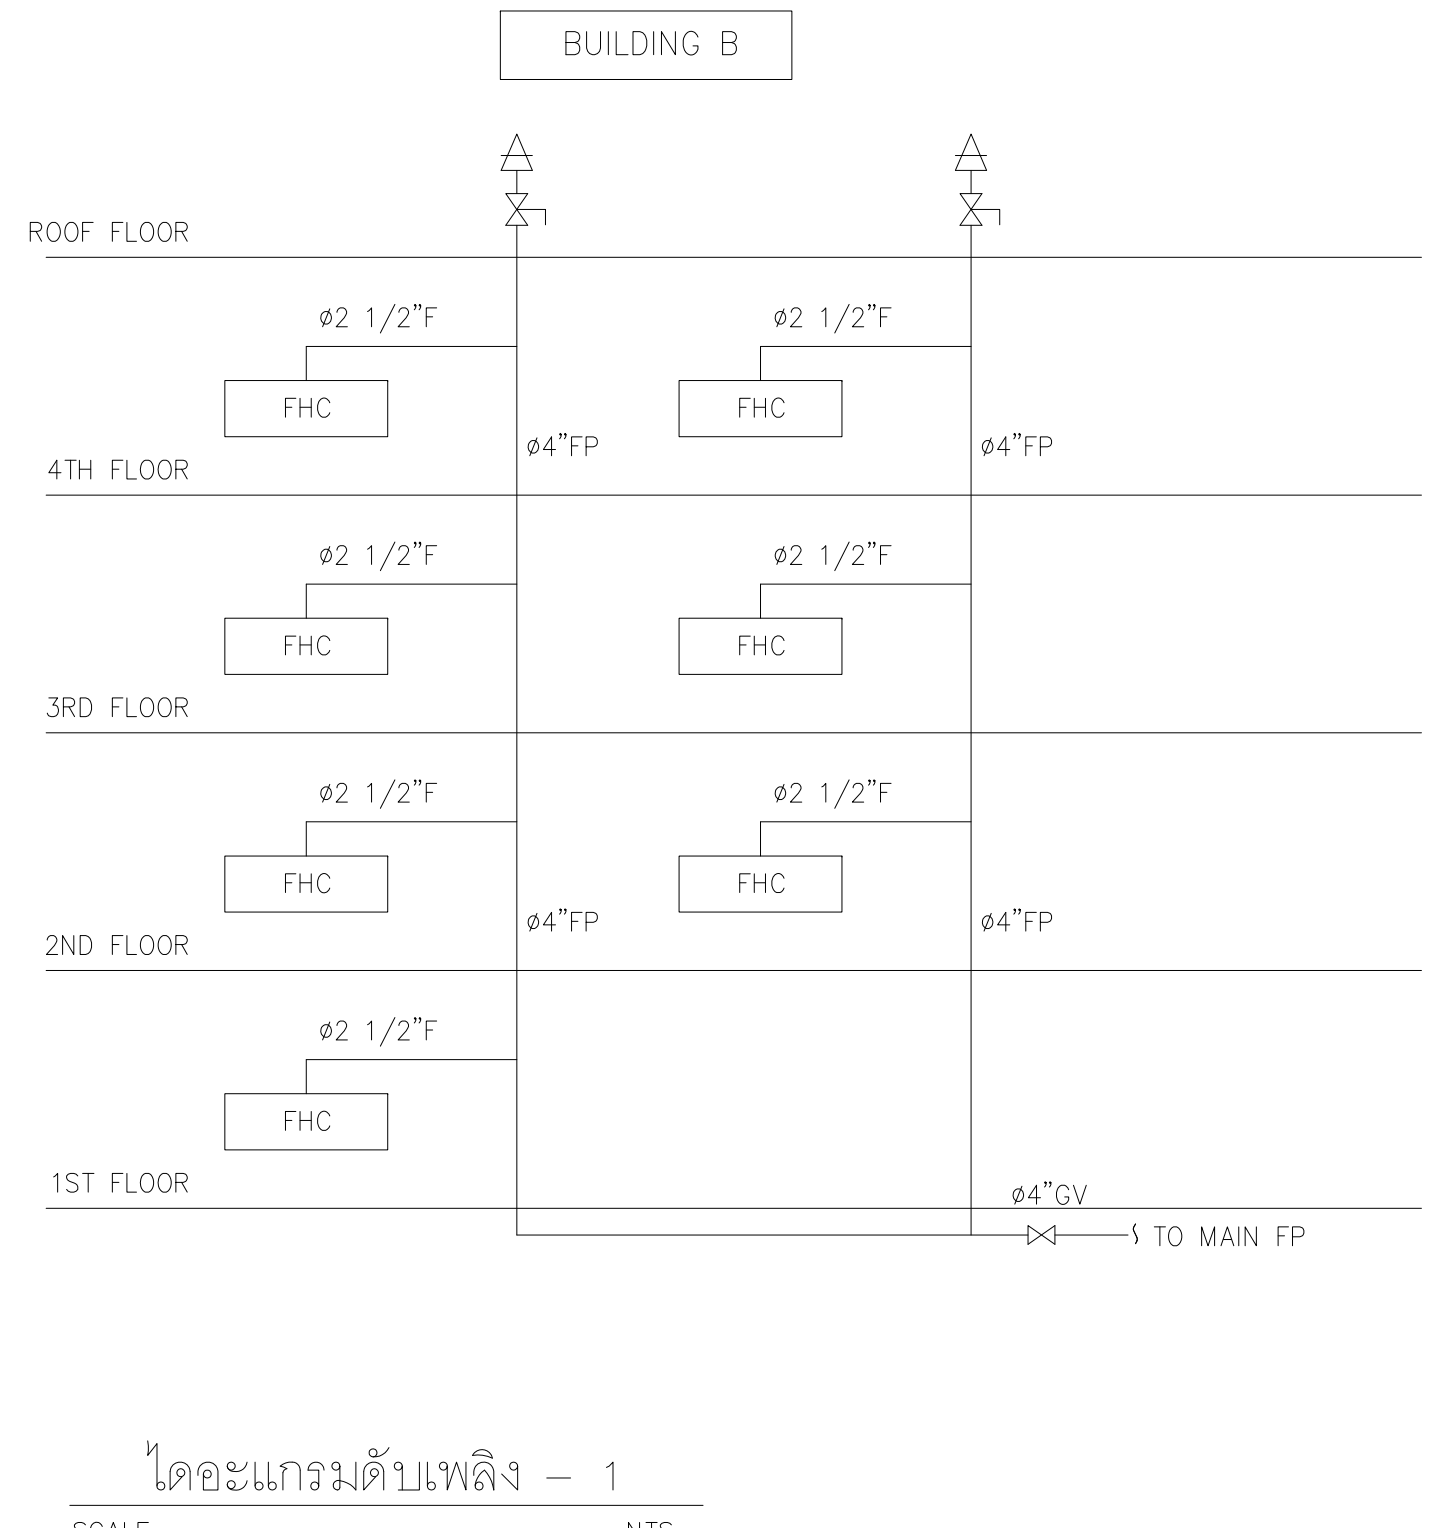 BUILDING B
ROOF FLOOR
ø2 1/2"F ø2 1/2"F
FHC FHC
ø4"FP ø4"FP
4TH FLOOR
ø2 1/2"F ø2 1/2"F
FHC FHC
3RD FLOOR
ø2 1/2"F ø2 1/2"F
FHC FHC
ø4"FP ø4"FP
2ND FLOOR
ø2 1/2"F
FHC
1ST FLOOR
ø4"GV
TO MAIN FP
ไดอะแกรมดับเพลิง - 1
SCALE NTS